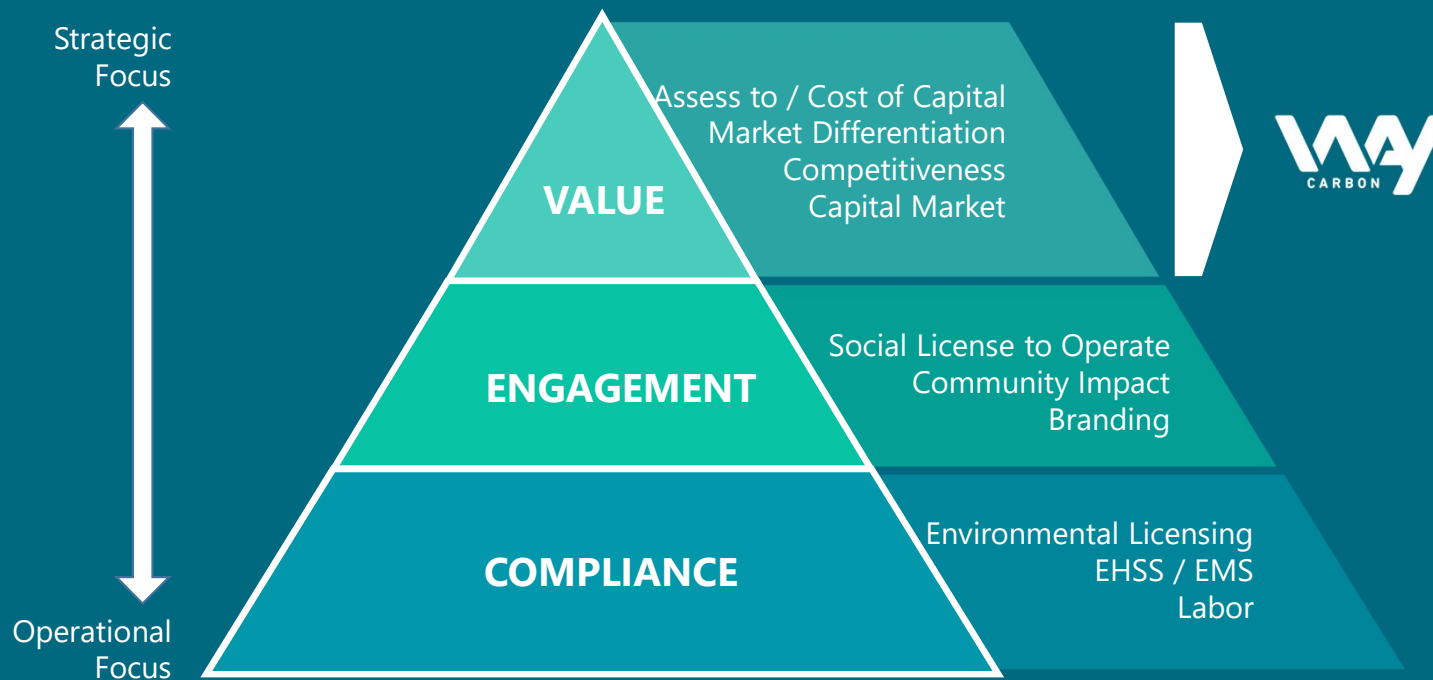 Strategic
Focus
Assess to / Cost of Capital
Market Differentiation
Competitiveness
Capital Market
VALUE
WAY
CARBON
Social License to Operate
Community Impact
Branding
ENGAGEMENT
Environmental Licensing
EHSS / EMS
Labor
COMPLIANCE
Operational
Focus